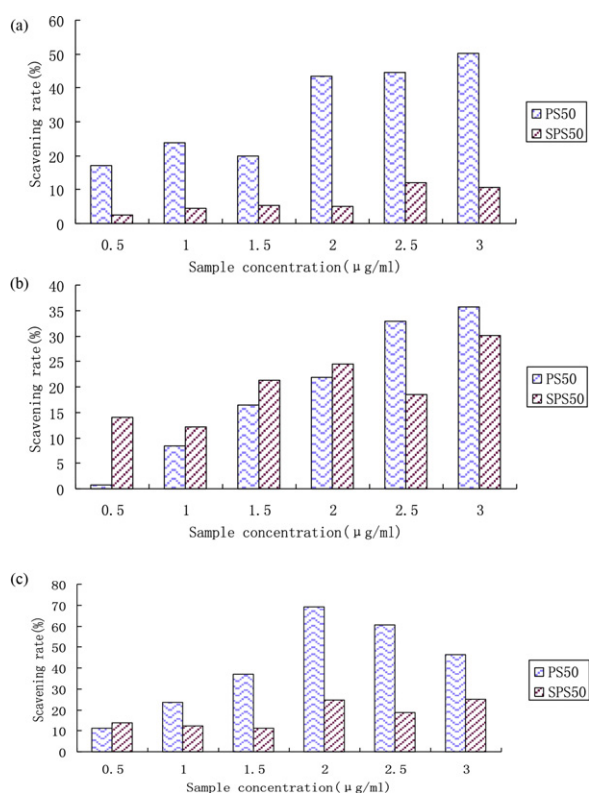 (a)
60
50
40
30
20
10
0
Scavening rate(%)
0.5 1 1.5 2 2.5 3
Sample concentration(μg/ml)
PS50
SPS50
(b)
40
35
30
25
20
15
10
5
0
Scavening rate(%)
0.5 1 1.5 2 2.5 3
Sample concentration(μg/ml)
PS50
SPS50
(c)
80
70
60
50
40
30
20
10
0
Scavening rate(%)
0.5 1 1.5 2 2.5 3
Sample concentration(μg/ml)
PS50
SPS50